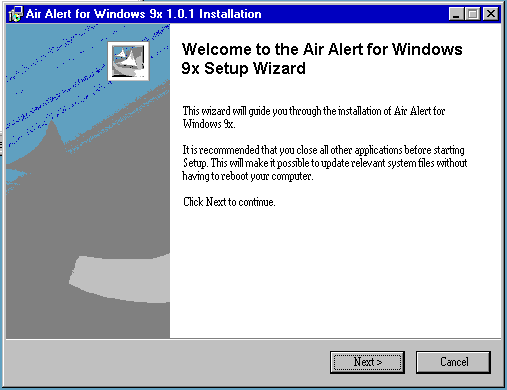 Air Alert for Windows 9x 1.0.1 Installation
Welcome to the Air Alert for Windows
9x Setup Wizard
This wizard will guide you through the installation of Air Alert for
Windows 9x.
It is recommended that you close all other applications before starting
Setup. This will make it possible to update relevant system files without
having to reboot your computer.
Click Next to continue.
Next >
Cancel